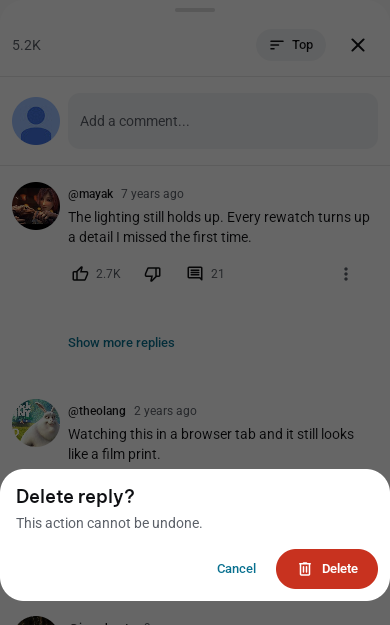 5.2K
Top
Add a comment...
@mayak 7 years ago
The lighting still holds up. Every rewatch turns up
a detail I missed the first time.
2.7K 21
Show more replies
@theolang 2 years ago
Watching this in a browser tab and it still looks
like a film print.
Delete reply?
This action cannot be undone.
Cancel Delete